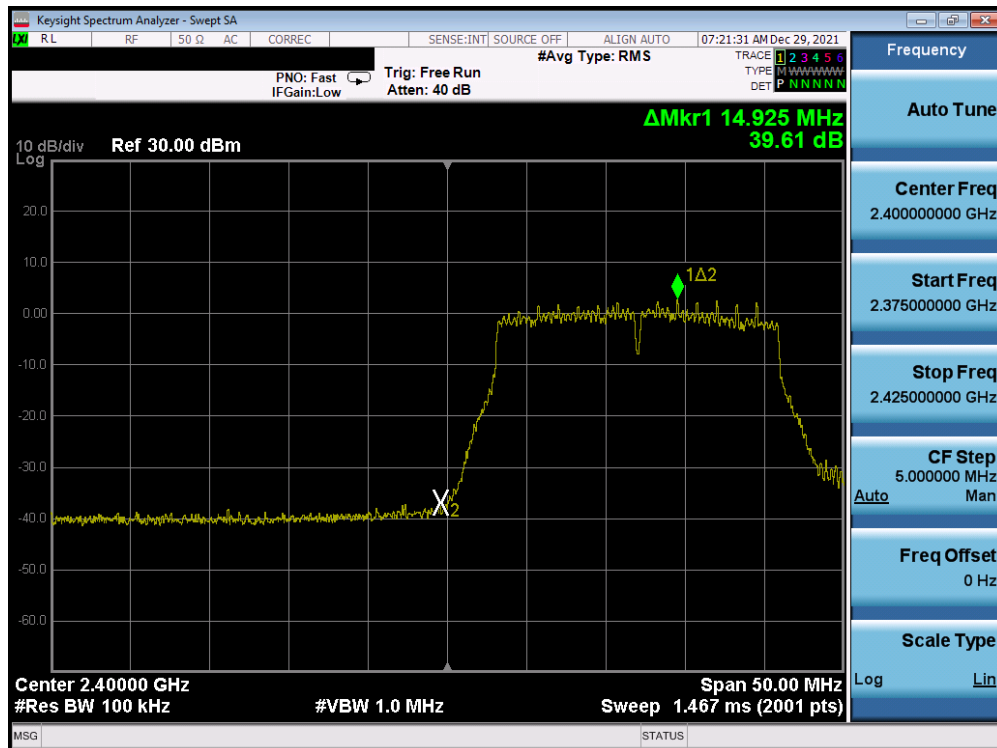 Keysight Spectrum Analyzer - Swept SA
LXI RL RF 50 Ω AC CORREC SENSE:INT SOURCE OFF ALIGN AUTO 07:21:31 AM Dec 29, 2021
PNO: Fast
IFGain:Low
Trig: Free Run
Atten: 40 dB
#Avg Type: RMS
TRACE 1 2 3 4 5 6
TYPE M WWWWW
DET P N N N N N
ΔMkr1 14.925 MHz
39.61 dB
10 dB/div Ref 30.00 dBm
Log
20.0
10.0
0.00
-10.0
-20.0
-30.0
-40.0
-50.0
-60.0
1Δ2
X2
Center 2.40000 GHz Span 50.00 MHz
#Res BW 100 kHz #VBW 1.0 MHz Sweep 1.467 ms (2001 pts)
MSG STATUS
Frequency
Auto Tune
Center Freq
2.400000000 GHz
Start Freq
2.375000000 GHz
Stop Freq
2.425000000 GHz
CF Step
5.000000 MHz
Auto Man
Freq Offset
0 Hz
Scale Type
Log Lin